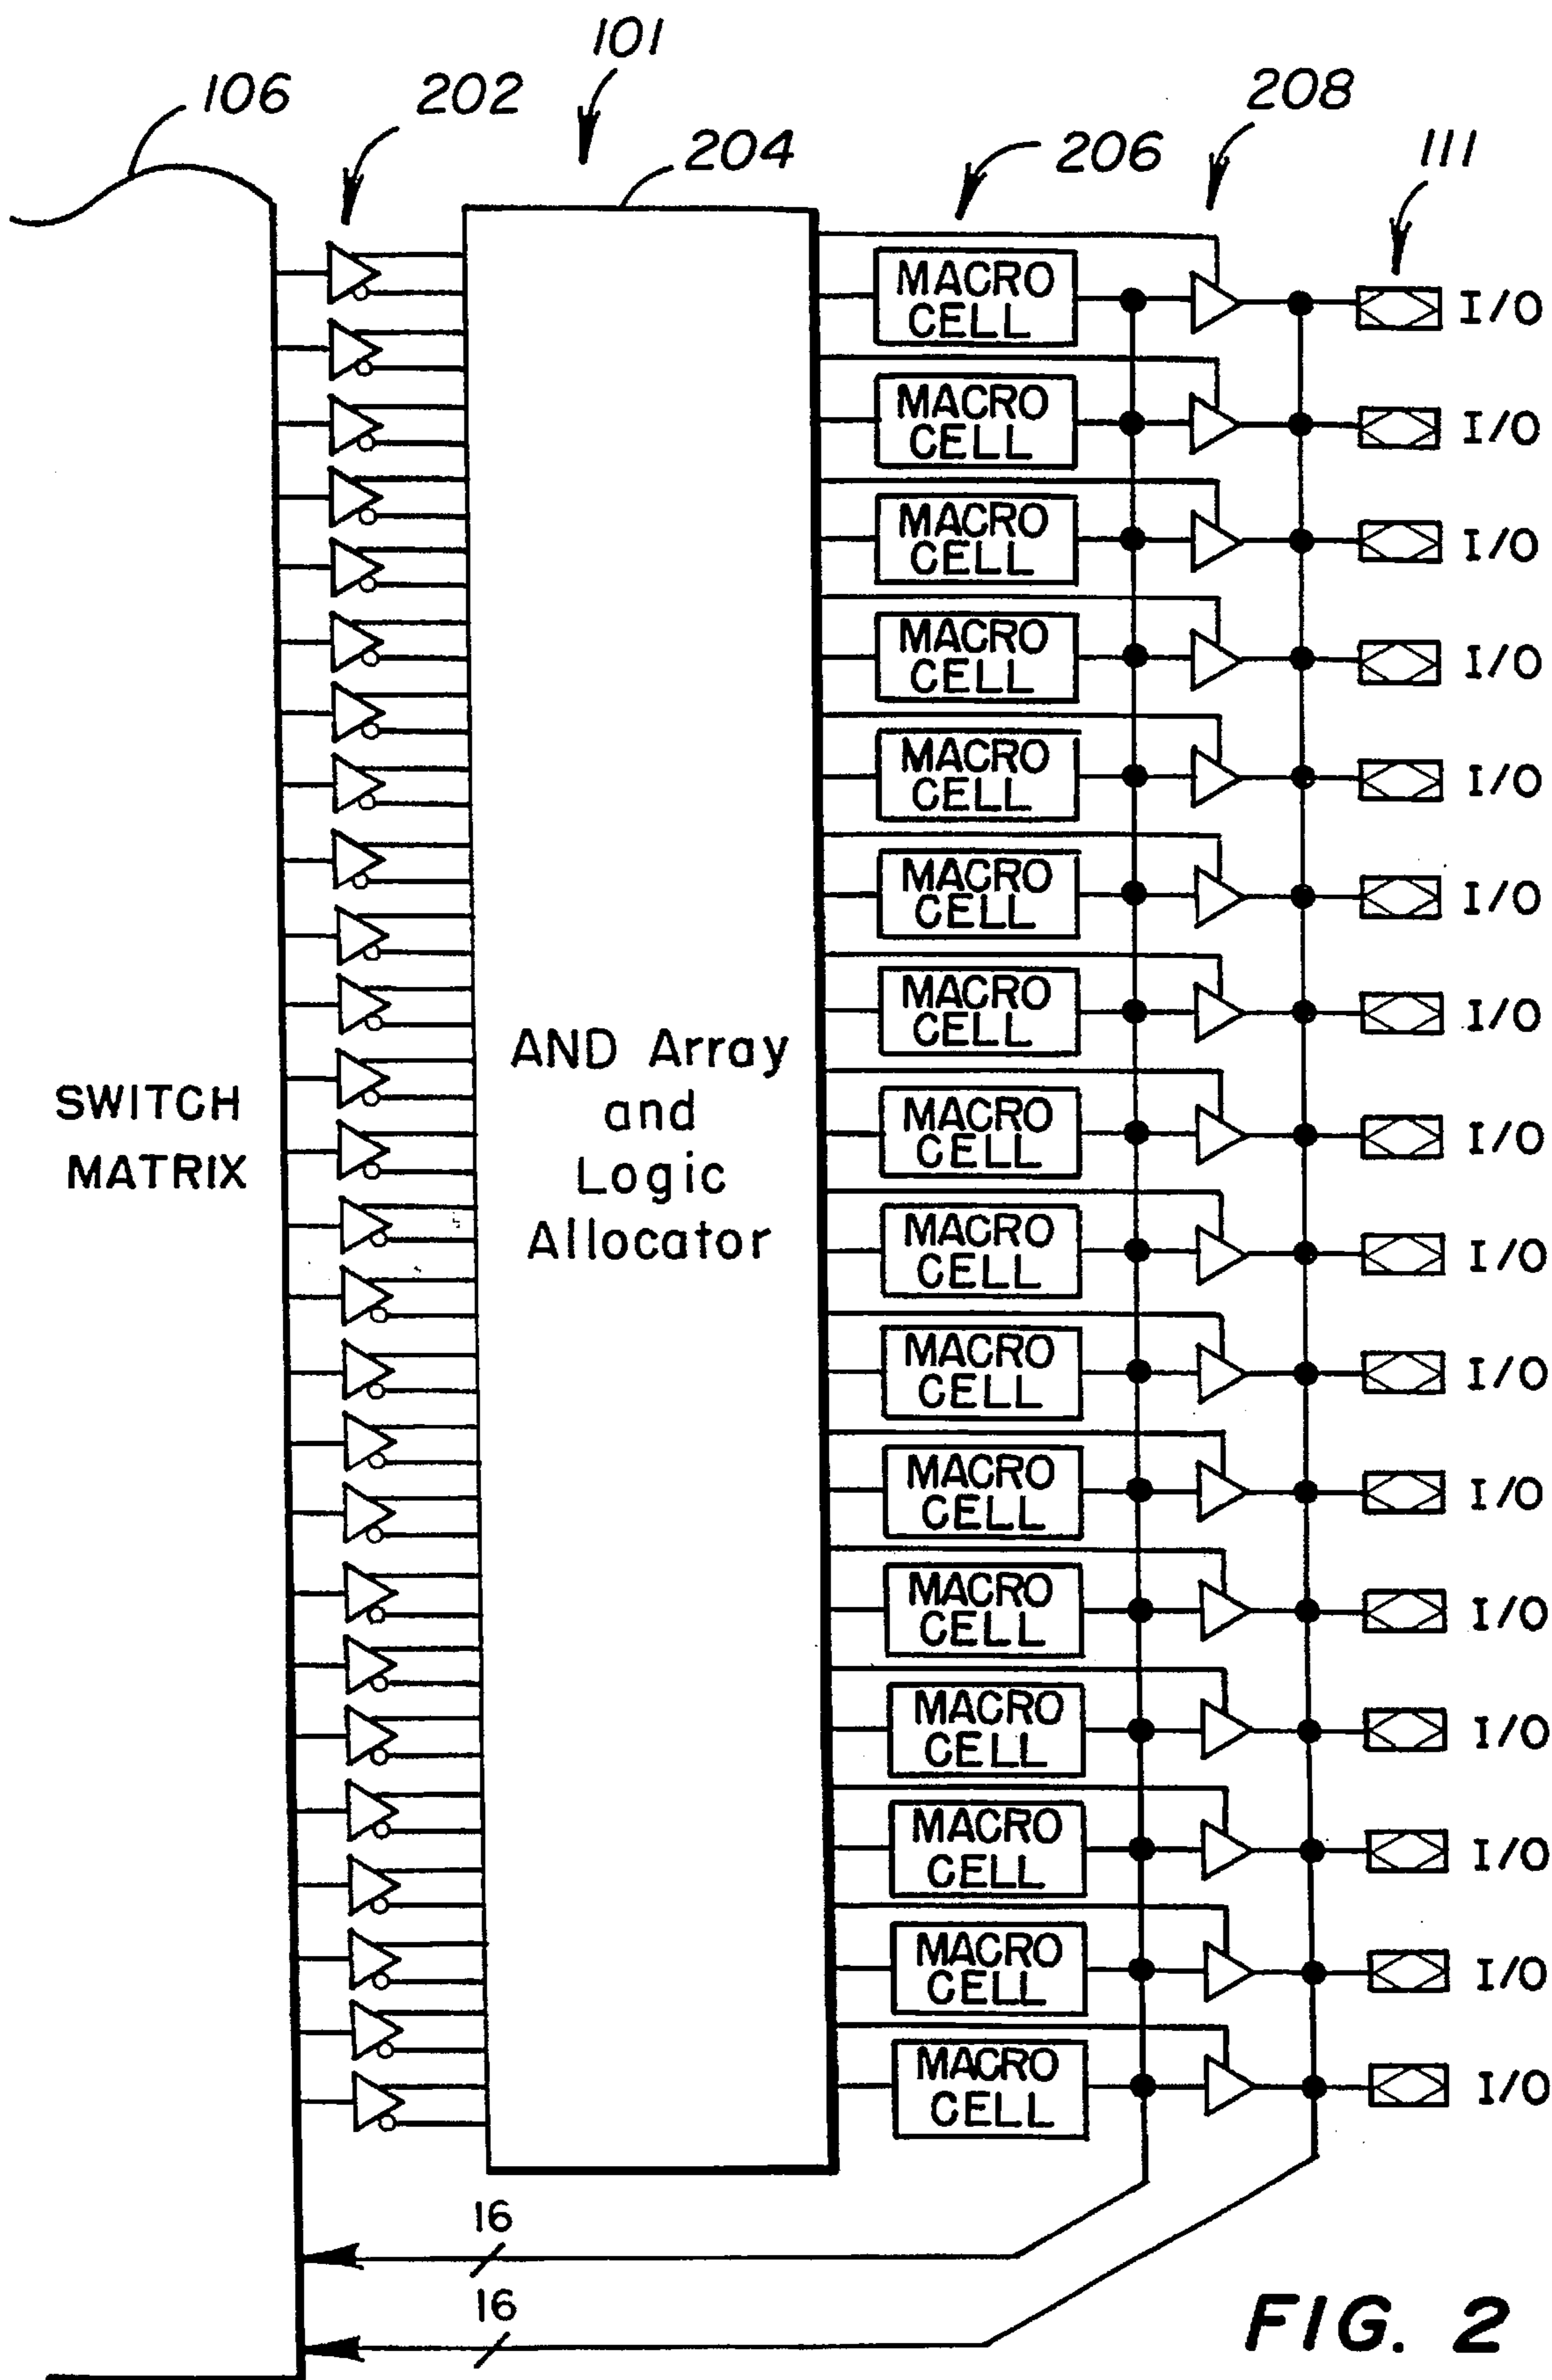 106
202
101
204
206
208
111
MACRO
CELL
I/O
MACRO
CELL
I/O
MACRO
CELL
I/O
MACRO
CELL
I/O
MACRO
CELL
I/O
MACRO
CELL
I/O
MACRO
CELL
I/O
MACRO
CELL
I/O
MACRO
CELL
I/O
MACRO
CELL
I/O
MACRO
CELL
I/O
MACRO
CELL
I/O
MACRO
CELL
I/O
MACRO
CELL
I/O
MACRO
CELL
I/O
MACRO
CELL
I/O
SWITCH
MATRIX
AND Array
and
Logic
Allocator
16
16
FIG. 2